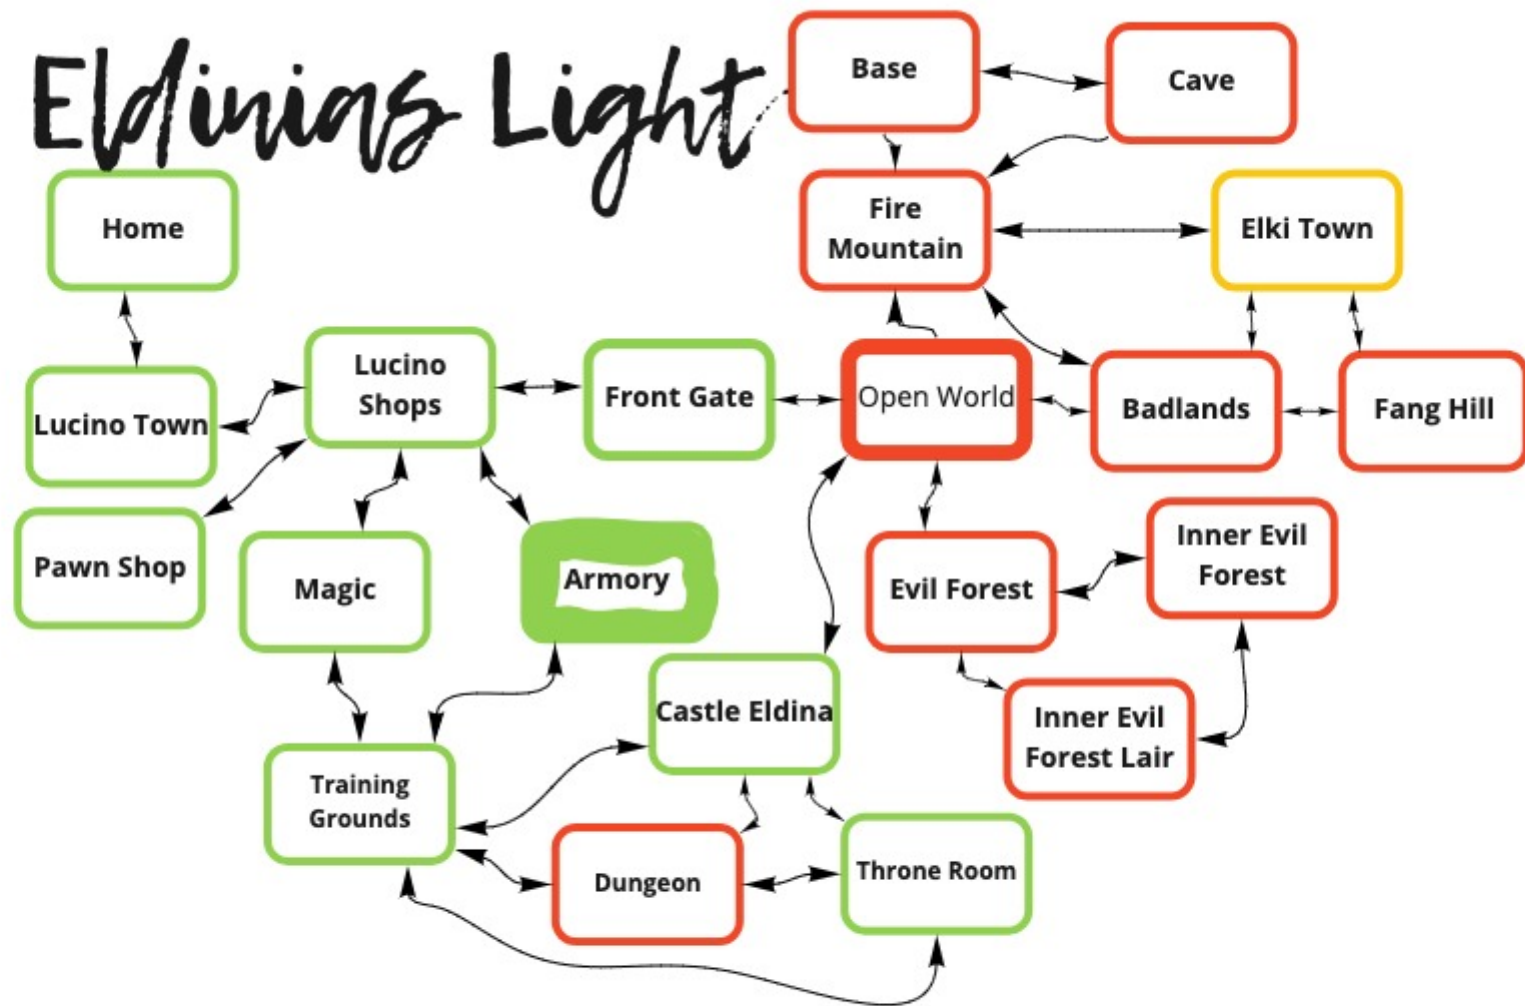 Eldinias Light
Base
Cave
Home
Fire
Mountain
Elki Town
Lucino
Shops
Front Gate
Open World
Badlands
Fang Hill
Lucino Town
Pawn Shop
Magic
Armory
Evil Forest
Inner Evil
Forest
Castle Eldina
Inner Evil
Forest Lair
Training
Grounds
Dungeon
Throne Room